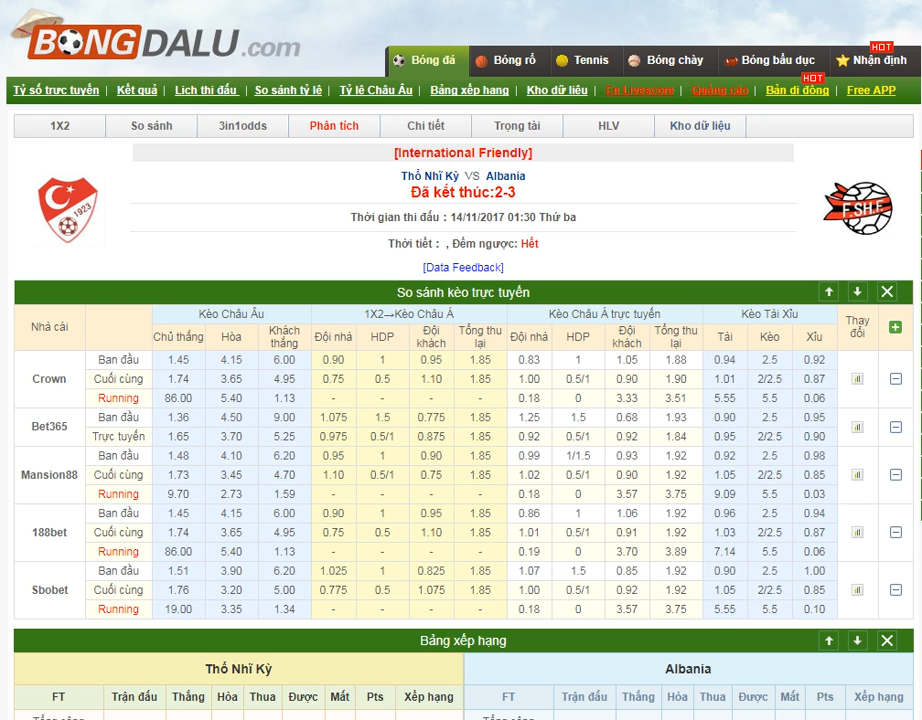 BONGDALU.com
Bóng đá Bóng rổ Tennis Bóng chày Bóng bầu dục HOT Nhận định
Tỷ số trực tuyến | Kết quả | Lịch thi đấu | So sánh tỷ lệ | Tỷ lệ Châu Âu | Bảng xếp hạng | Kho dữ liệu | En Livescore | Quảng cáo | HOT Bản di động | Free APP
1X2 So sánh 3in1odds Phân tích Chi tiết Trọng tài HLV Kho dữ liệu
[International Friendly]
1923
F.SH.F
Thổ Nhĩ Kỳ VS Albania
Đã kết thúc:2-3
Thời gian thi đấu : 14/11/2017 01:30 Thứ ba
Thời tiết : , Đếm ngược: Hết
[Data Feedback]
So sánh kèo trực tuyến
Nhà cái Kèo Châu Âu 1X2→Kèo Châu Á Kèo Châu Á trực tuyến Kèo Tài Xỉu Thay đổi
Chủ thắng Hòa Khách thắng Đội nhà HDP Đội khách Tổng thu lại Đội nhà HDP Đội khách Tổng thu lại Tài Kèo Xỉu
Crown Ban đầu 1.45 4.15 6.00 0.90 1 0.95 1.85 0.83 1 1.05 1.88 0.94 2.5 0.92
Cuối cùng 1.74 3.65 4.95 0.75 0.5 1.10 1.85 1.00 0.5/1 0.90 1.90 1.01 2/2.5 0.87
Running 86.00 5.40 1.13 - - - - 0.18 0 3.33 3.51 5.55 5.5 0.06
Bet365 Ban đầu 1.36 4.50 9.00 1.075 1.5 0.775 1.85 1.25 1.5 0.68 1.93 0.90 2.5 0.95
Trực tuyến 1.65 3.70 5.25 0.975 0.5/1 0.875 1.85 0.92 0.5/1 0.92 1.84 0.95 2/2.5 0.90
Mansion88 Ban đầu 1.48 4.10 6.20 0.95 1 0.90 1.85 0.99 1/1.5 0.93 1.92 0.92 2.5 0.98
Cuối cùng 1.73 3.45 4.70 1.10 0.5/1 0.75 1.85 1.02 0.5/1 0.90 1.92 1.05 2/2.5 0.85
Running 9.70 2.73 1.59 - - - - 0.18 0 3.57 3.75 9.09 5.5 0.03
188bet Ban đầu 1.45 4.15 6.00 0.90 1 0.95 1.85 0.86 1 1.06 1.92 0.96 2.5 0.94
Cuối cùng 1.74 3.65 4.95 0.75 0.5 1.10 1.85 1.01 0.5/1 0.91 1.92 1.03 2/2.5 0.87
Running 86.00 5.40 1.13 - - - - 0.19 0 3.70 3.89 7.14 5.5 0.06
Sbobet Ban đầu 1.51 3.90 6.20 1.025 1 0.825 1.85 1.07 1.5 0.85 1.92 0.90 2.5 1.00
Cuối cùng 1.76 3.20 5.00 0.775 0.5 1.075 1.85 1.00 0.5/1 0.92 1.92 1.05 2/2.5 0.85
Running 19.00 3.35 1.34 - - - - 0.18 0 3.57 3.75 5.55 5.5 0.10
Bảng xếp hạng
Thổ Nhĩ Kỳ Albania
FT Trận đấu Thắng Hòa Thua Được Mất Pts Xếp hạng FT Trận đấu Thắng Hòa Thua Được Mất Pts Xếp hạng